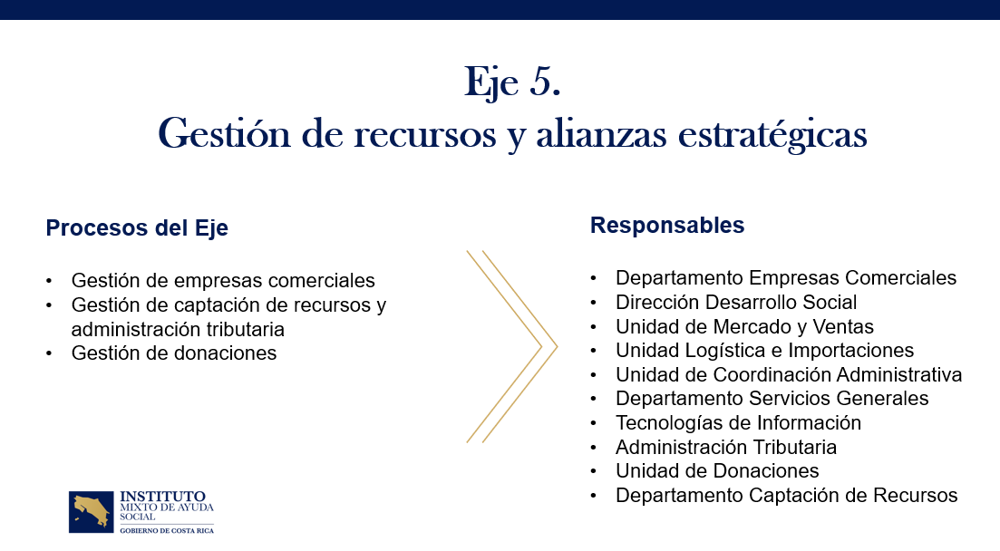 Eje 5.
Gestión de recursos y alianzas estratégicas
Procesos del Eje
• Gestión de empresas comerciales
• Gestión de captación de recursos y
administración tributaria
• Gestión de donaciones
Responsables
• Departamento Empresas Comerciales
• Dirección Desarrollo Social
• Unidad de Mercado y Ventas
• Unidad Logística e Importaciones
• Unidad de Coordinación Administrativa
• Departamento Servicios Generales
• Tecnologías de Información
• Administración Tributaria
• Unidad de Donaciones
• Departamento Captación de Recursos
INSTITUTO
MIXTO DE AYUDA
SOCIAL
GOBIERNO DE COSTA RICA